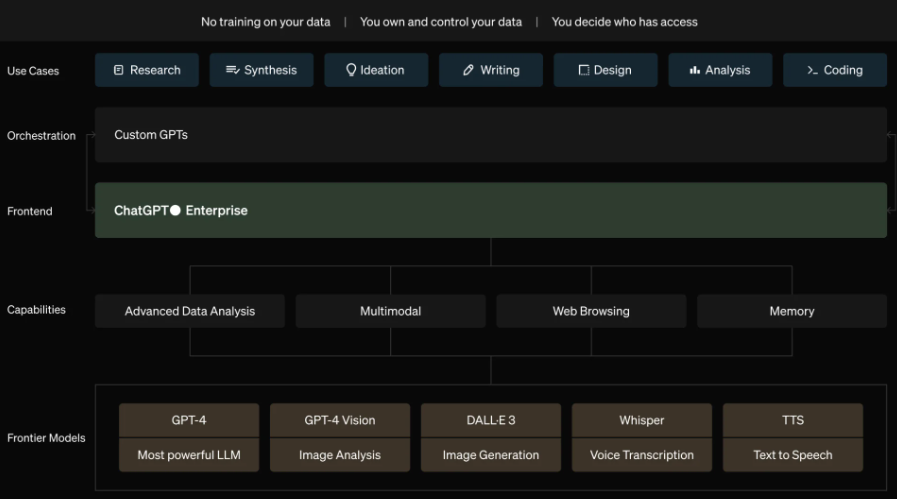 No training on your data | You own and control your data | You decide who has access
Use Cases
Research
Synthesis
Ideation
Writing
Design
Analysis
Coding
Orchestration
Custom GPTs
Frontend
ChatGPT Enterprise
Capabilities
Advanced Data Analysis
Multimodal
Web Browsing
Memory
Frontier Models
GPT-4
Most powerful LLM
GPT-4 Vision
Image Analysis
DALL·E 3
Image Generation
Whisper
Voice Transcription
TTS
Text to Speech